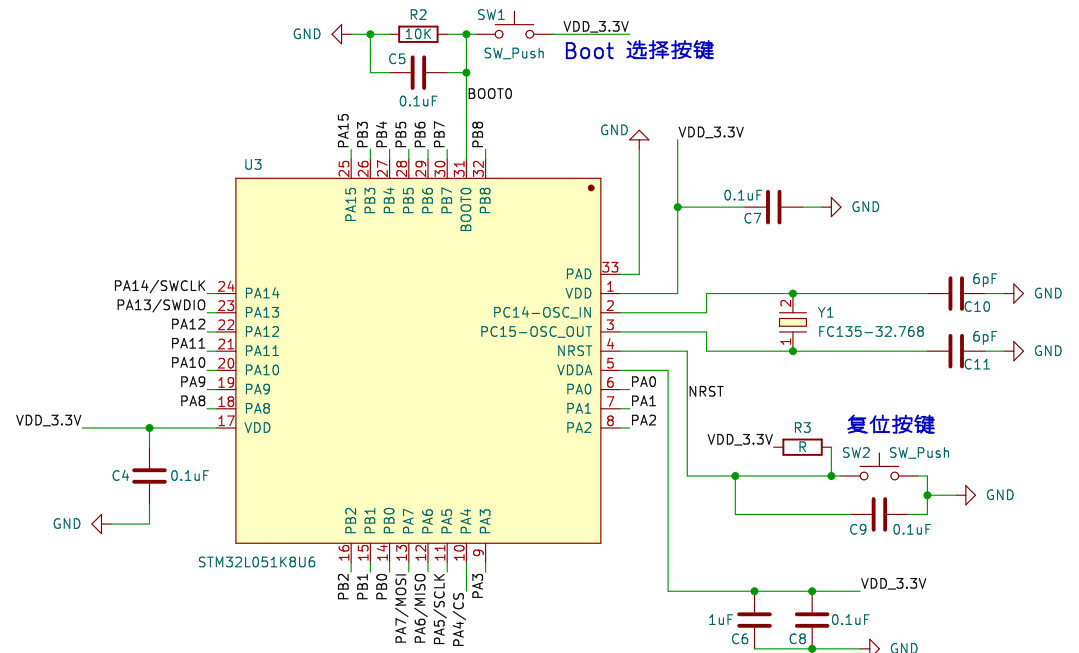 R2
SW1
GND
10K
VDD_3.3V
C5
SW_Push
Boot 选择按键
0.1uF
BOOT0
PA15
PB3
PB4
PB5
PB6
PB7
PB8
GND
VDD_3.3V
U3
25
26
27
28
29
30
31
32
PA15
PB3
PB4
PB5
PB6
PB7
BOOT0
PB8
0.1uF
C7
GND
PAD 33
VDD 1
PC14-OSC_IN 2
PC15-OSC_OUT 3
NRST 4
VDDA 5
PA0 6 PA0
PA1 7 PA1
PA2 8 PA2
PA14/SWCLK 24 PA14
PA13/SWDIO 23 PA13
PA12 22 PA12
PA11 21 PA11
PA10 20 PA10
PA9 19 PA9
PA8 18 PA8
VDD_3.3V 17 VDD
6pF
C10
GND
2
Y1
FC135-32.768
1
6pF
C11
GND
NRST
复位按键
R3
VDD_3.3V
R
SW2
SW_Push
GND
C9
0.1uF
C4
0.1uF
GND
PB2
PB1
PB0
PA7
PA6
PA5
PA4
PA3
16
15
14
13
12
11
10
9
STM32L051K8U6
PB2
PB1
PB0
PA7/MOSI
PA6/MISO
PA5/SCLK
PA4/CS
PA3
VDD_3.3V
1uF
C6
0.1uF
C8
GND